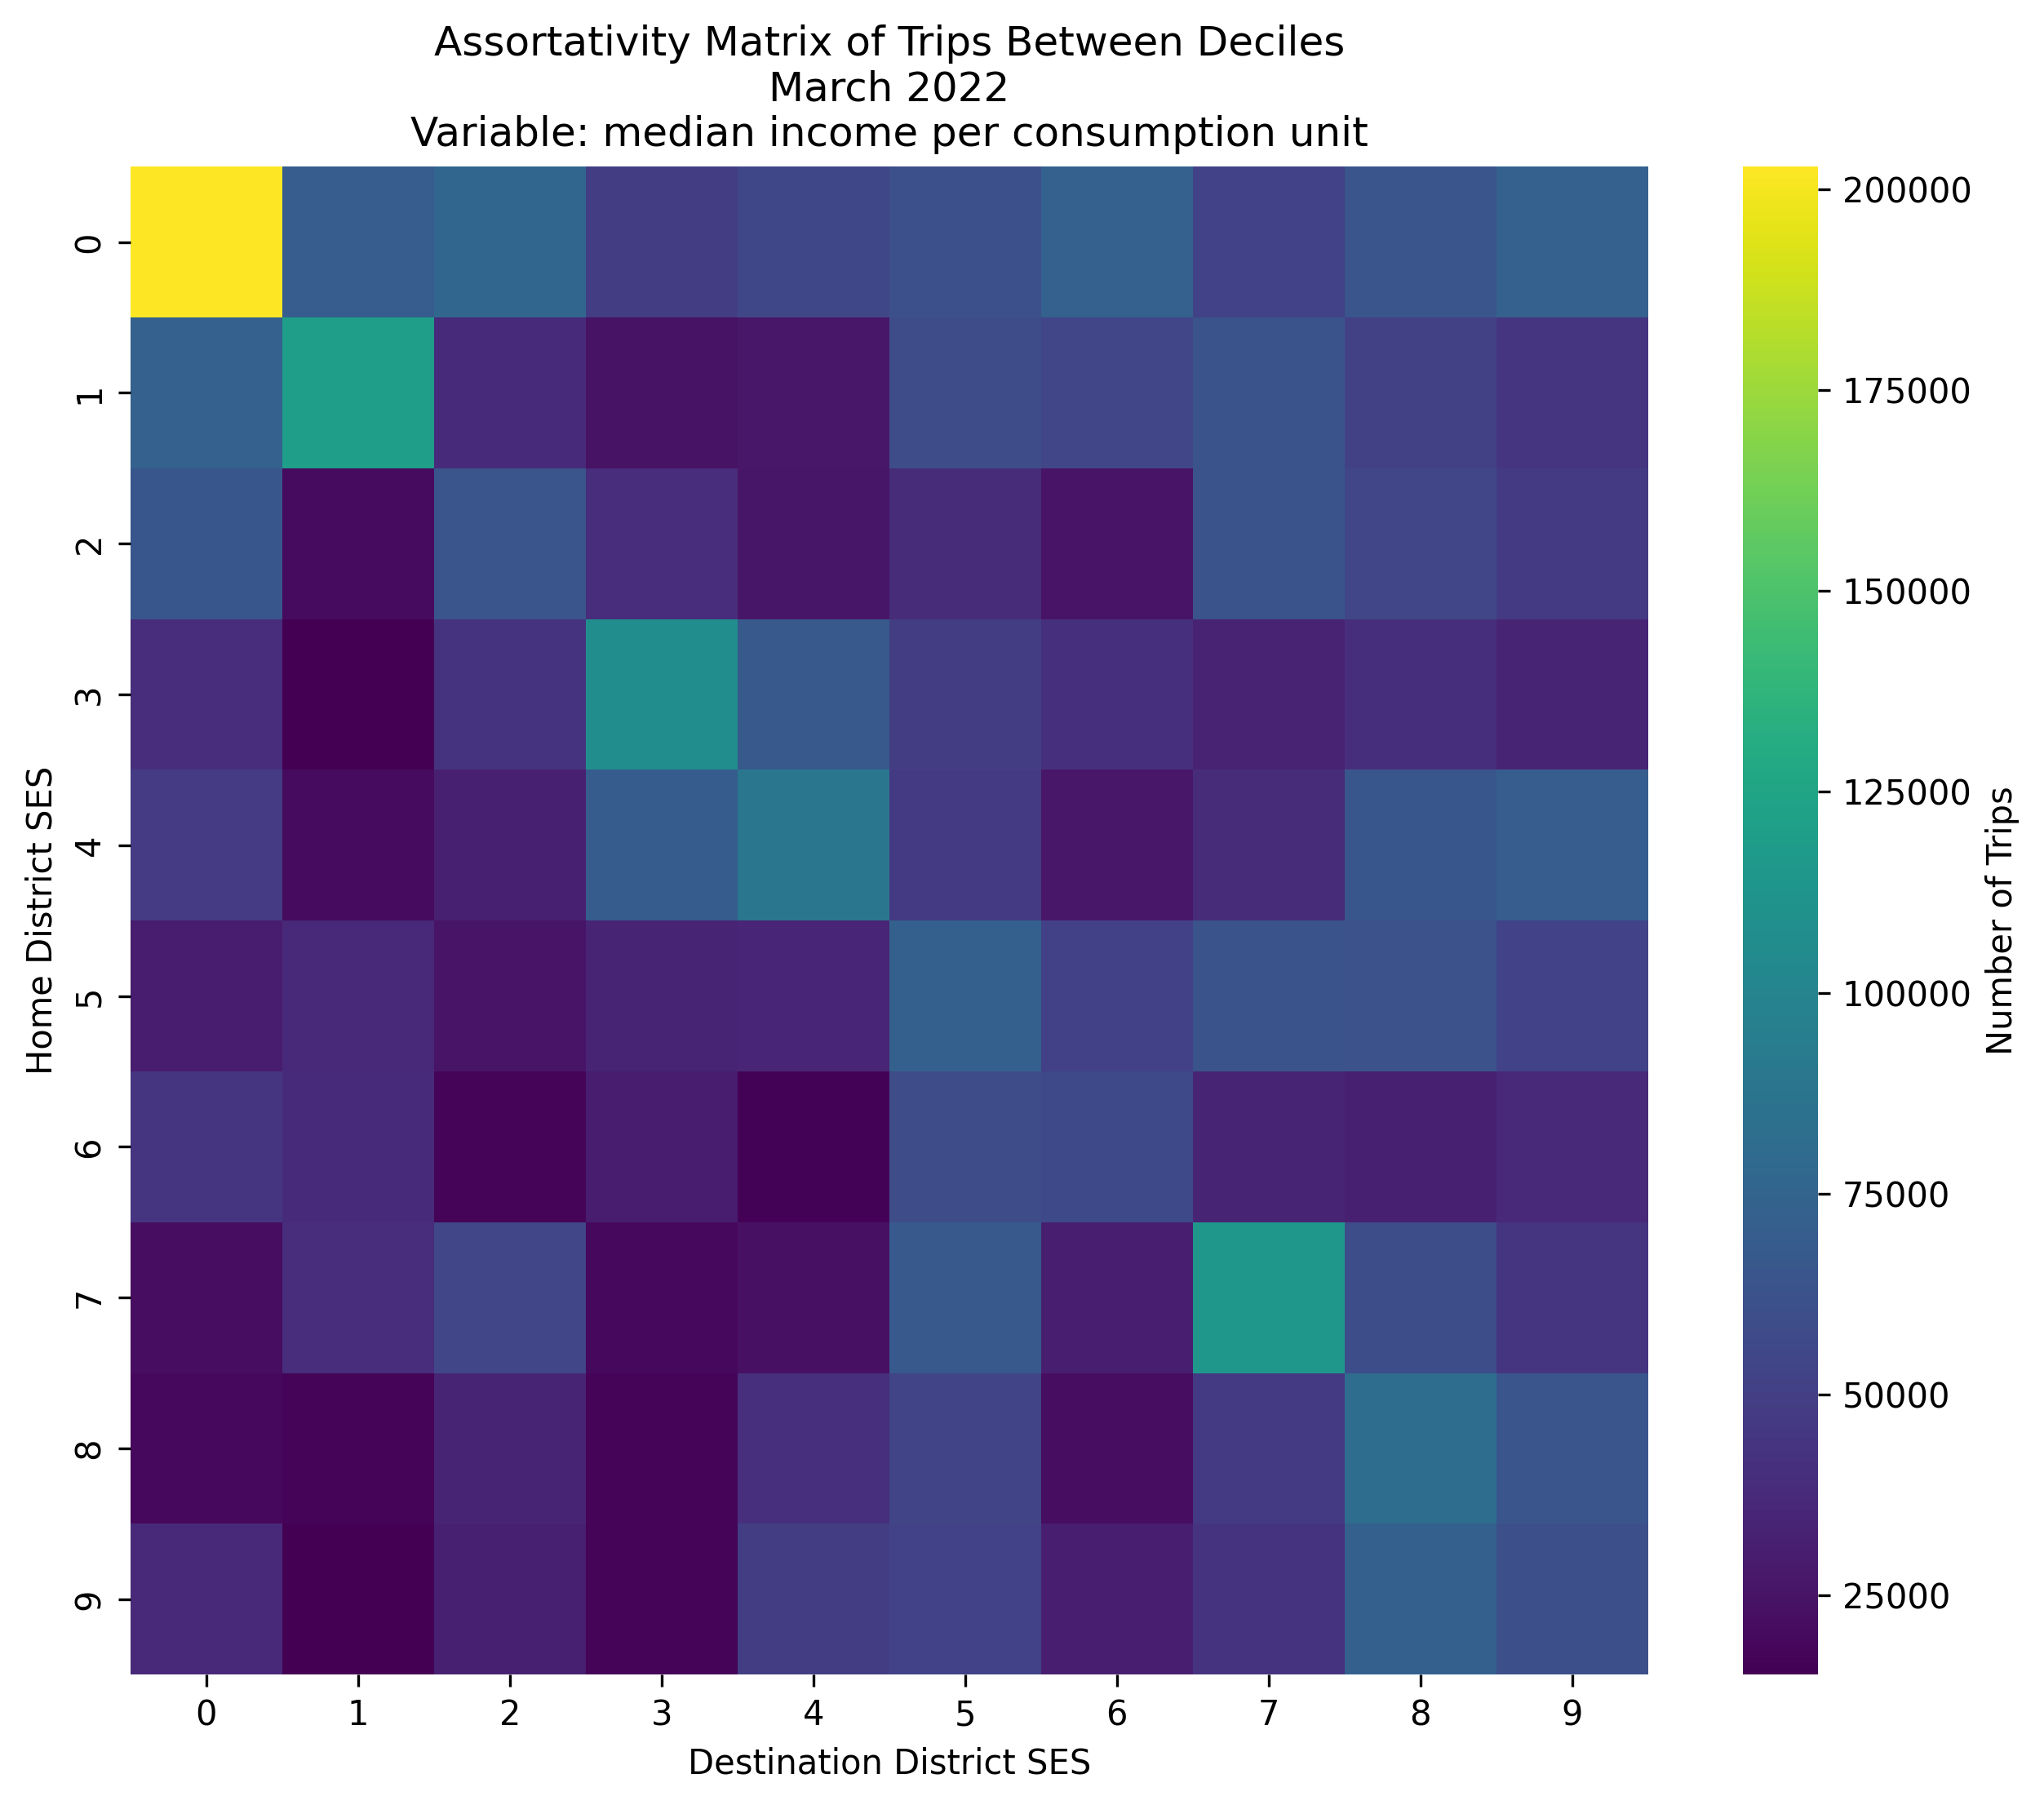 Assortativity Matrix of Trips Between Deciles
March 2022
Variable: median income per consumption unit
Home District SES
0
1
2
3
4
5
6
7
8
9
0 1 2 3 4 5 6 7 8 9
Destination District SES
200000
175000
150000
125000
100000
75000
50000
25000
Number of Trips